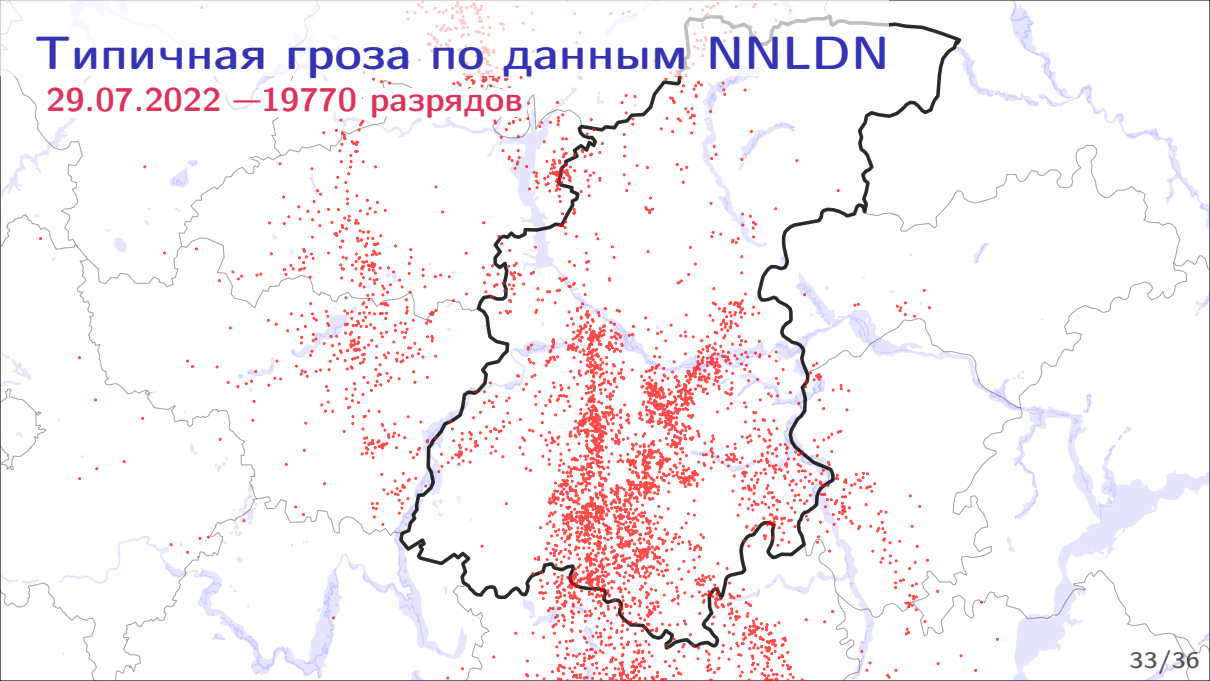 Типичная гроза по данным NNLDN
29.07.2022 —19770 разрядов
33/36